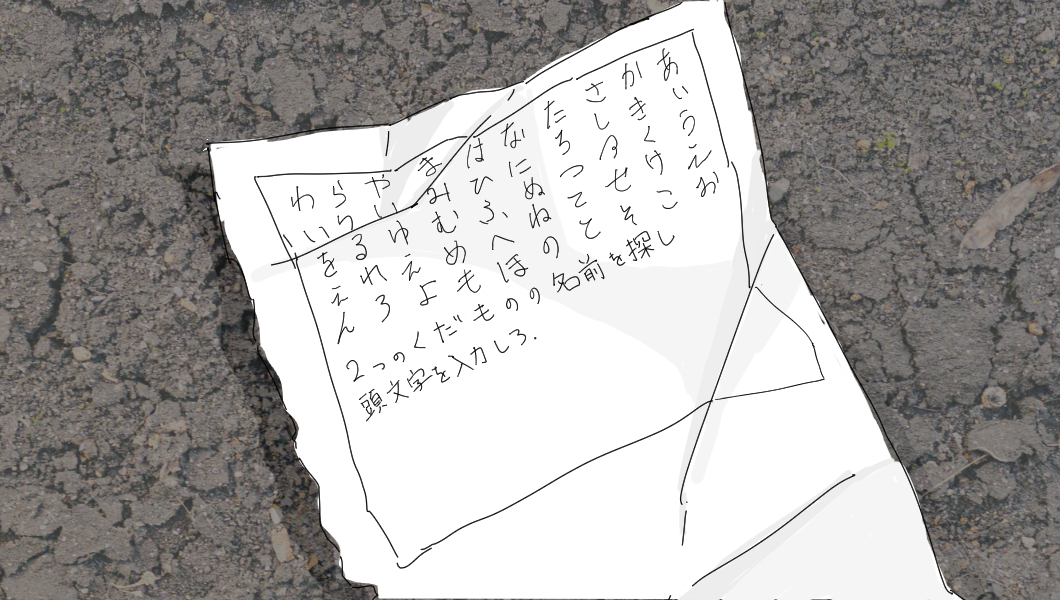 あいうえお
かきくけこ
さしタせそ
たちつてと
なにぬねの
はひふへほ
まみむめも
やいゆえよ
らりるれろ
わいをえん
2つのくだものの名前を探し
頭文字を入力しろ.